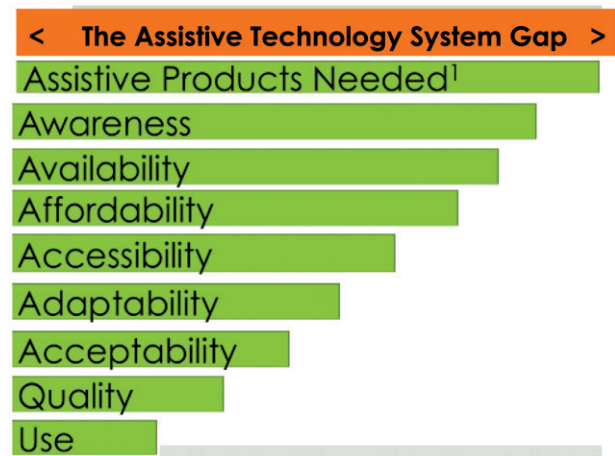 < The Assistive Technology System Gap >
Assistive Products Needed¹
Awareness
Availability
Affordability
Accessibility
Adaptability
Acceptability
Quality
Use